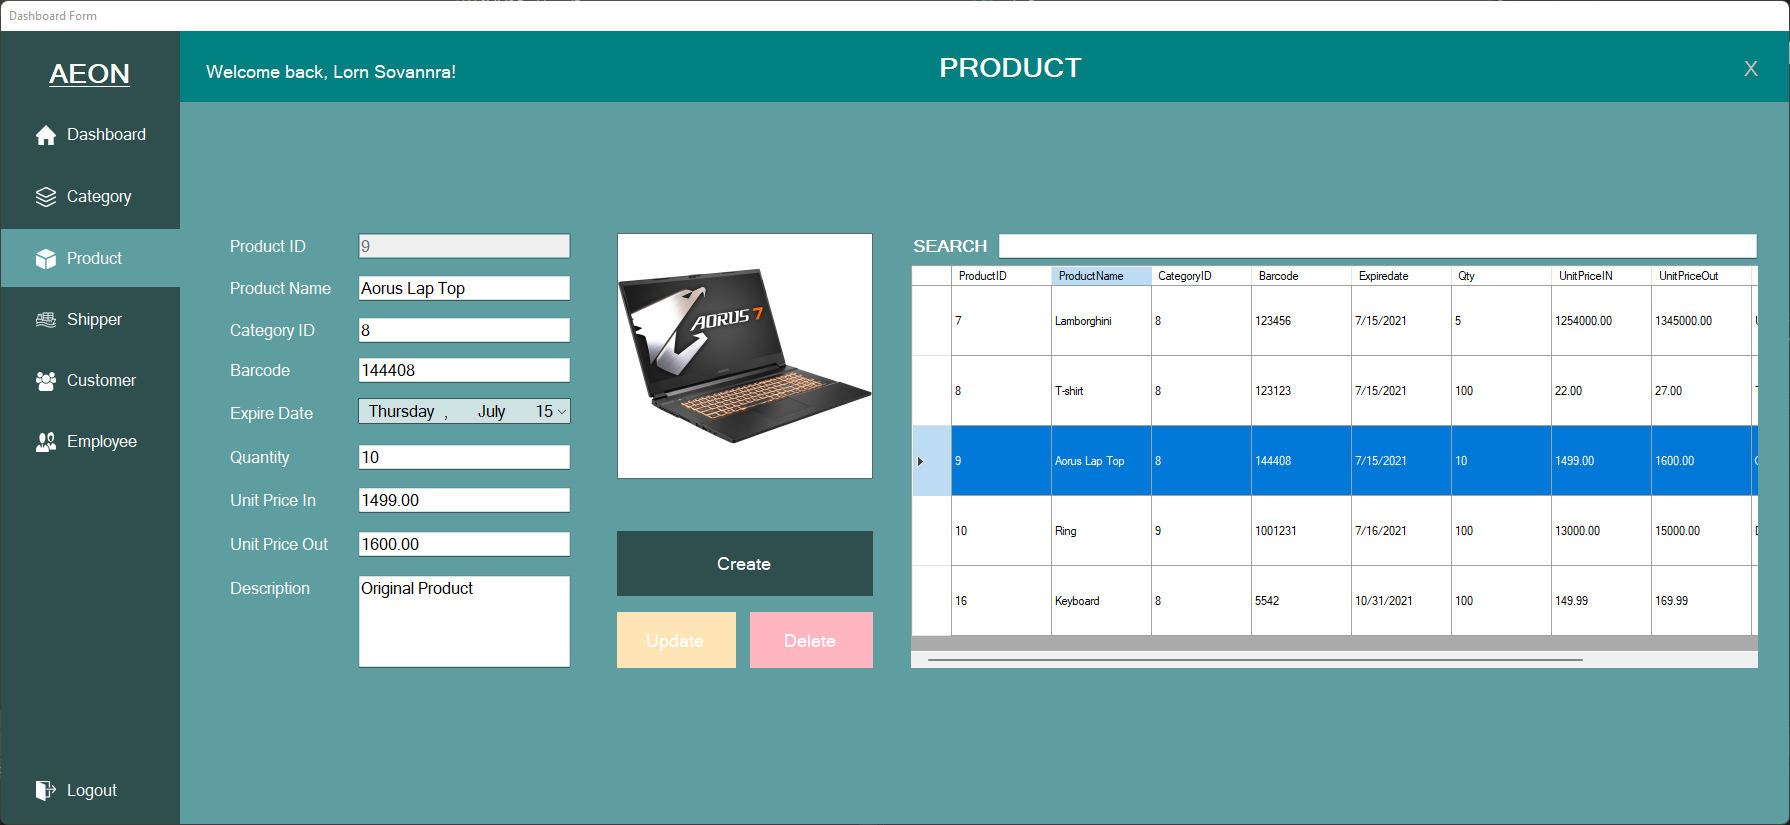 Dashboard Form
AEON
Welcome back, Lorn Sovannra!
PRODUCT
X
Dashboard
Category
Product
Shipper
Customer
Employee
Logout
Product ID 9
Product Name Aorus Lap Top
Category ID 8
Barcode 144408
Expire Date Thursday , July 15
Quantity 10
Unit Price In 1499.00
Unit Price Out 1600.00
Description Original Product
AORUS 7
Create
Update Delete
SEARCH
ProductID ProductName CategoryID Barcode Expiredate Qty UnitPriceIN UnitPriceOut
7 Lamborghini 8 123456 7/15/2021 5 1254000.00 1345000.00
8 T-shirt 8 123123 7/15/2021 100 22.00 27.00
9 Aorus Lap Top 8 144408 7/15/2021 10 1499.00 1600.00
10 Ring 9 1001231 7/16/2021 100 13000.00 15000.00
16 Keyboard 8 5542 10/31/2021 100 149.99 169.99